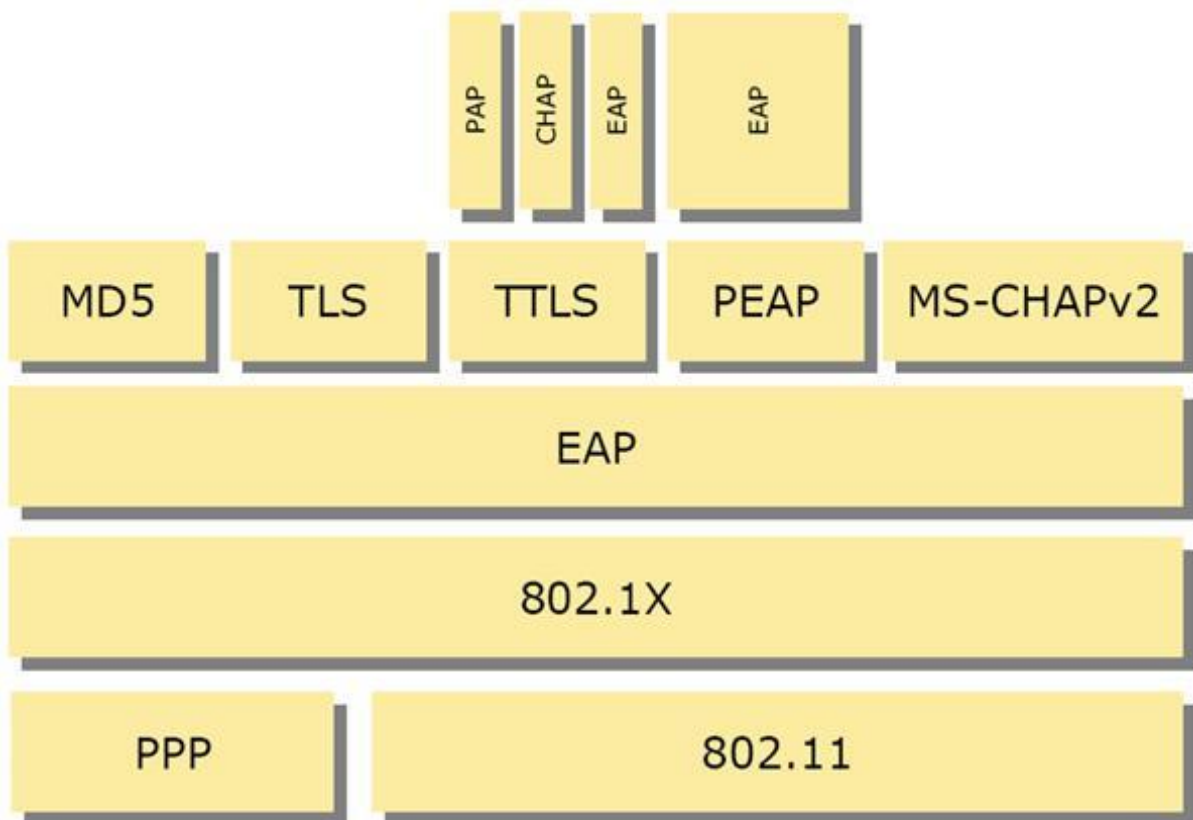 PAP
CHAP
EAP
EAP
MD5
TLS
TTLS
PEAP
MS-CHAPv2
EAP
802.1X
PPP
802.11